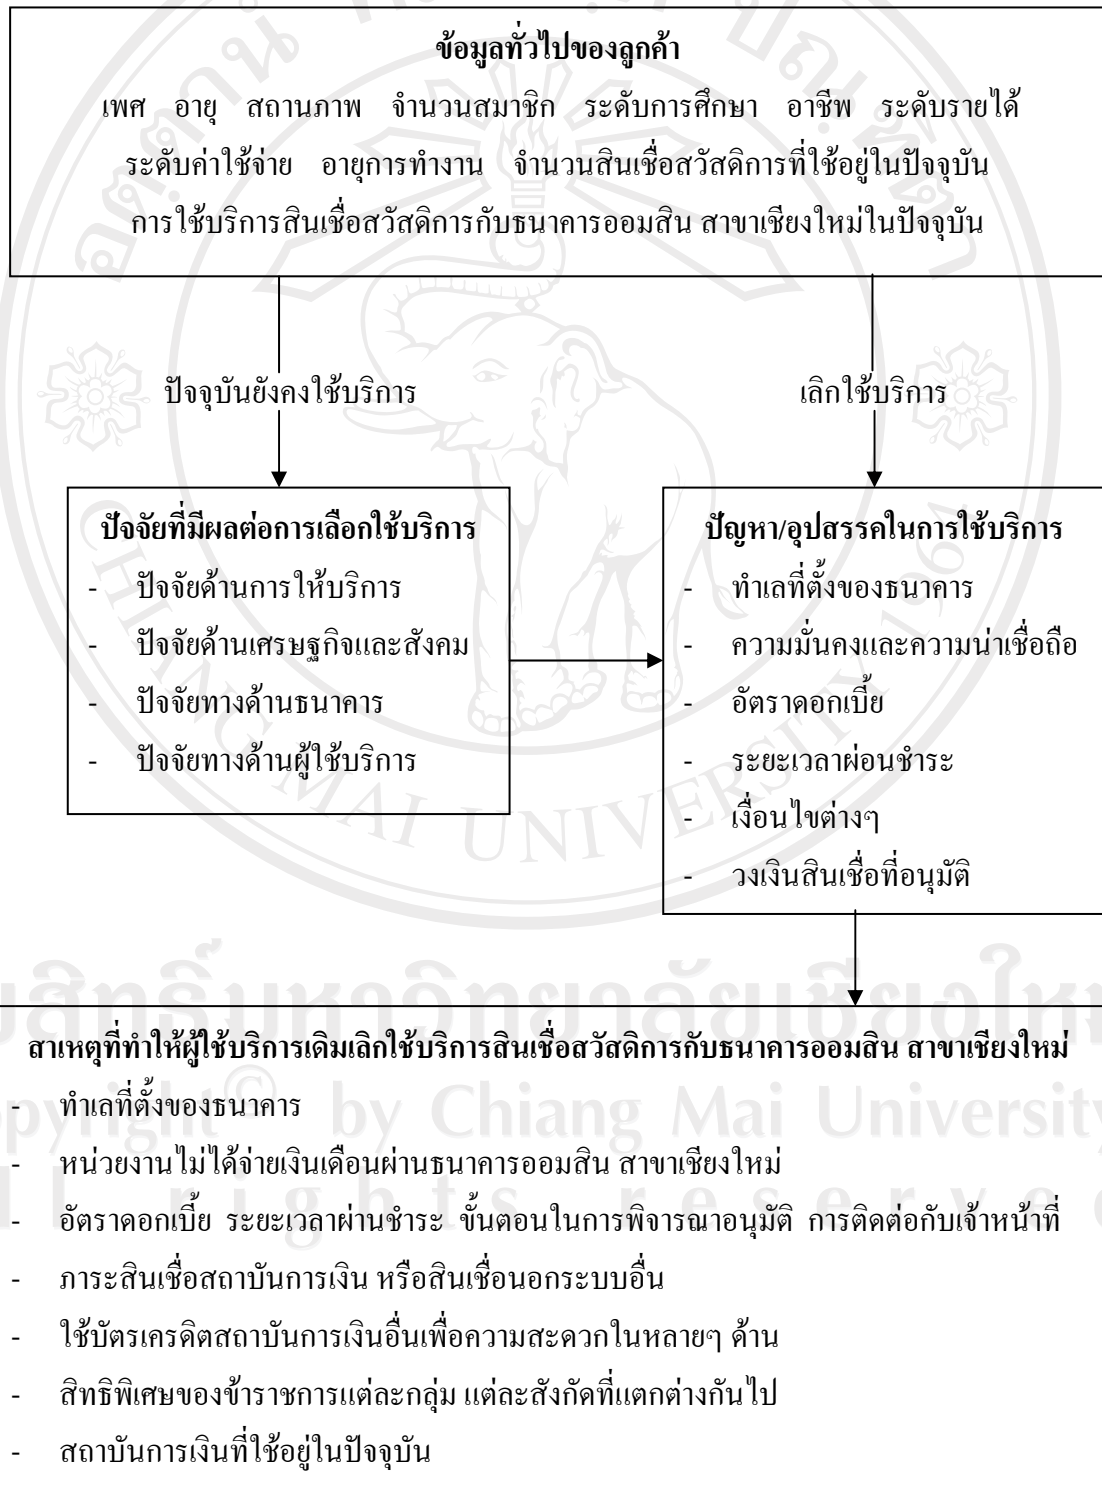 ข้อมูลทั่วไปของลูกค้า
เพศ อายุ สถานภาพ จำนวนสมาชิก ระดับการศึกษา อาชีพ ระดับรายได้
ระดับค่าใช้จ่าย อายุการทำงาน จำนวนสินเชื่อสวัสดิการที่ใช้อยู่ในปัจจุบัน
การใช้บริการสินเชื่อสวัสดิการกับธนาคารออมสิน สาขาเชียงใหม่ในปัจจุบัน
ปัจจุบันยังคงใช้บริการ
เลิกใช้บริการ
ปัจจัยที่มีผลต่อการเลือกใช้บริการ
- ปัจจัยด้านการให้บริการ
- ปัจจัยด้านเศรษฐกิจและสังคม
- ปัจจัยทางด้านธนาคาร
- ปัจจัยทางด้านผู้ใช้บริการ
ปัญหา/อุปสรรคในการใช้บริการ
- ทำเลที่ตั้งของธนาคาร
- ความมั่นคงและความน่าเชื่อถือ
- อัตราดอกเบี้ย
- ระยะเวลาผ่อนชำระ
- เงื่อนไขต่างๆ
- วงเงินสินเชื่อที่อนุมัติ
สาเหตุที่ทำให้ผู้ใช้บริการเดิมเลิกใช้บริการสินเชื่อสวัสดิการกับธนาคารออมสิน สาขาเชียงใหม่
- ทำเลที่ตั้งของธนาคาร
- หน่วยงานไม่ได้จ่ายเงินเดือนผ่านธนาคารออมสิน สาขาเชียงใหม่
- อัตราดอกเบี้ย ระยะเวลาผ่านชำระ ขั้นตอนในการพิจารณาอนุมัติ การติดต่อกับเจ้าหน้าที่
- ภาระสินเชื่อสถาบันการเงิน หรือสินเชื่อนอกระบบอื่น
- ใช้บัตรเครดิตสถาบันการเงินอื่นเพื่อความสะดวกในหลายๆ ด้าน
- สิทธิพิเศษของข้าราชการแต่ละกลุ่ม แต่ละสังกัดที่แตกต่างกันไป
- สถาบันการเงินที่ใช้อยู่ในปัจจุบัน
CHIANG MAI UNIVERSITY 1964
มหาวิทยาลัยเชียงใหม่
by Chiang Mai University
rights reserved